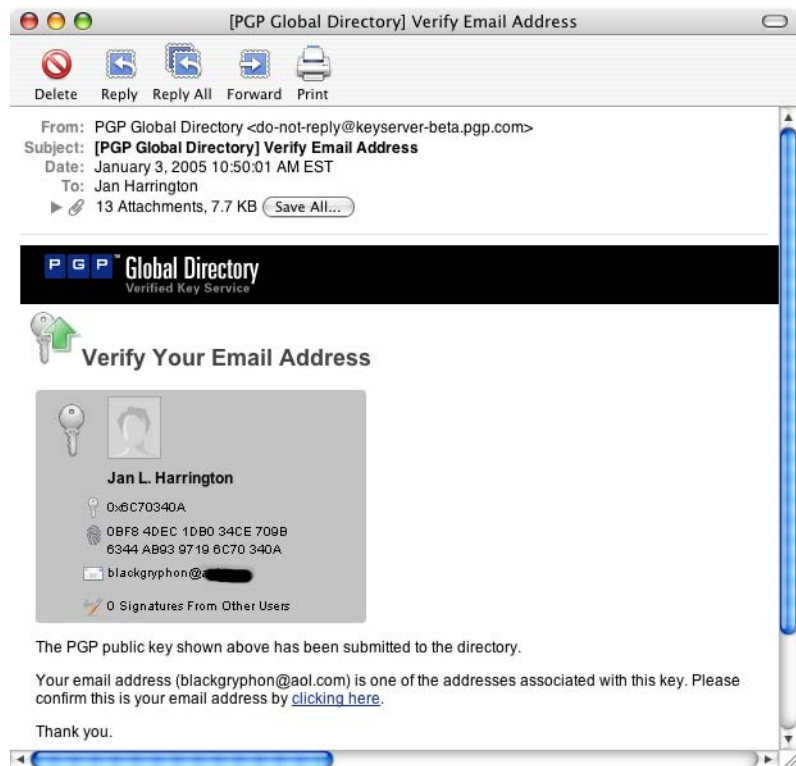 [PGP Global Directory] Verify Email Address
Delete Reply Reply All Forward Print
From: PGP Global Directory <do-not-reply@keyserver-beta.pgp.com>
Subject: [PGP Global Directory] Verify Email Address
Date: January 3, 2005 10:50:01 AM EST
To: Jan Harrington
13 Attachments, 7.7 KB Save All...
PGP™ Global Directory
Verified Key Service
Verify Your Email Address
Jan L. Harrington
0x6C70340A
0BF8 4DEC 1DB0 34CE 709B
6344 AB93 9719 6C70 340A
blackgryphon@
0 Signatures From Other Users
The PGP public key shown above has been submitted to the directory.
Your email address (blackgryphon@aol.com) is one of the addresses associated with this key. Please
confirm this is your email address by clicking here.
Thank you.